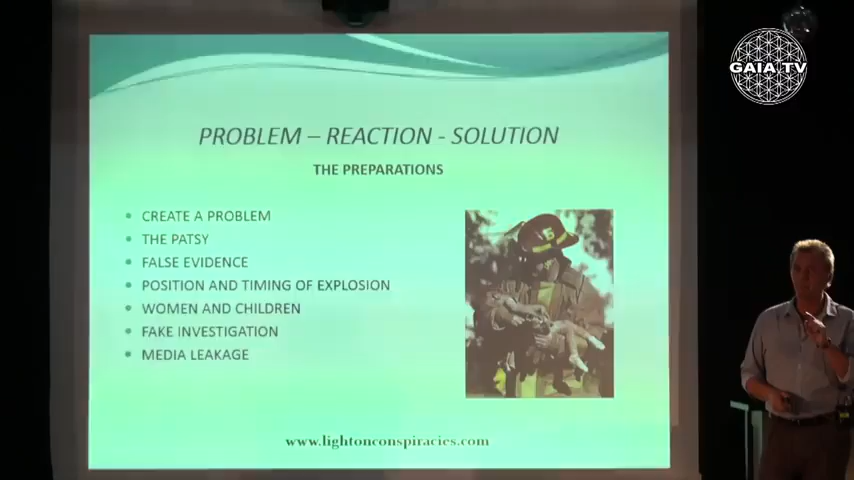 GAIA TV
PROBLEM – REACTION - SOLUTION
THE PREPARATIONS
• CREATE A PROBLEM
• THE PATSY
• FALSE EVIDENCE
• POSITION AND TIMING OF EXPLOSION
• WOMEN AND CHILDREN
• FAKE INVESTIGATION
• MEDIA LEAKAGE
5
www.lightonconspiracies.com